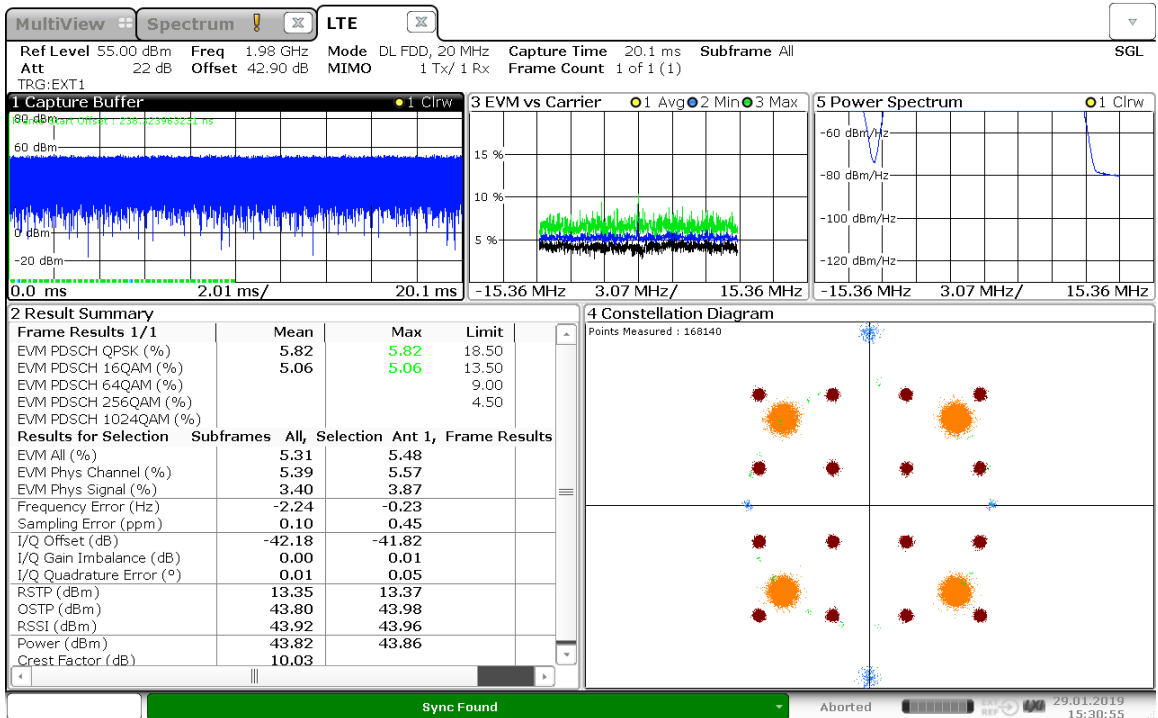 MultiView Spectrum LTE
Ref Level 55.00 dBm Freq 1.98 GHz Mode DL FDD, 20 MHz Capture Time 20.1 ms Subframe All SGL
Att 22 dB Offset 42.90 dB MIMO 1 Tx/ 1 Rx Frame Count 1 of 1 (1)
TRG:EXT1
1 Capture Buffer 1 Clrw
80 dBm
Frame Start Offset : 238.323963231 ns
60 dBm
0 dBm
-20 dBm
0.0 ms 2.01 ms/ 20.1 ms
3 EVM vs Carrier 1 Avg 2 Min 3 Max
15 %
10 %
5 %
-15.36 MHz 3.07 MHz/ 15.36 MHz
5 Power Spectrum 1 Clrw
-60 dBm/Hz
-80 dBm/Hz
-100 dBm/Hz
-120 dBm/Hz
-15.36 MHz 3.07 MHz/ 15.36 MHz
2 Result Summary
Frame Results 1/1 Mean Max Limit
EVM PDSCH QPSK (%) 5.82 5.82 18.50
EVM PDSCH 16QAM (%) 5.06 5.06 13.50
EVM PDSCH 64QAM (%) 9.00
EVM PDSCH 256QAM (%) 4.50
EVM PDSCH 1024QAM (%)
Results for Selection Subframes All, Selection Ant 1, Frame Results
EVM All (%) 5.31 5.48
EVM Phys Channel (%) 5.39 5.57
EVM Phys Signal (%) 3.40 3.87
Frequency Error (Hz) -2.24 -0.23
Sampling Error (ppm) 0.10 0.45
I/Q Offset (dB) -42.18 -41.82
I/Q Gain Imbalance (dB) 0.00 0.01
I/Q Quadrature Error (°) 0.01 0.05
RSTP (dBm) 13.35 13.37
OSTP (dBm) 43.80 43.98
RSSI (dBm) 43.92 43.96
Power (dBm) 43.82 43.86
Crest Factor (dB) 10.03
4 Constellation Diagram
Points Measured : 168140
Sync Found
Aborted
EXT
REF
LXI
29.01.2019
15:30:55